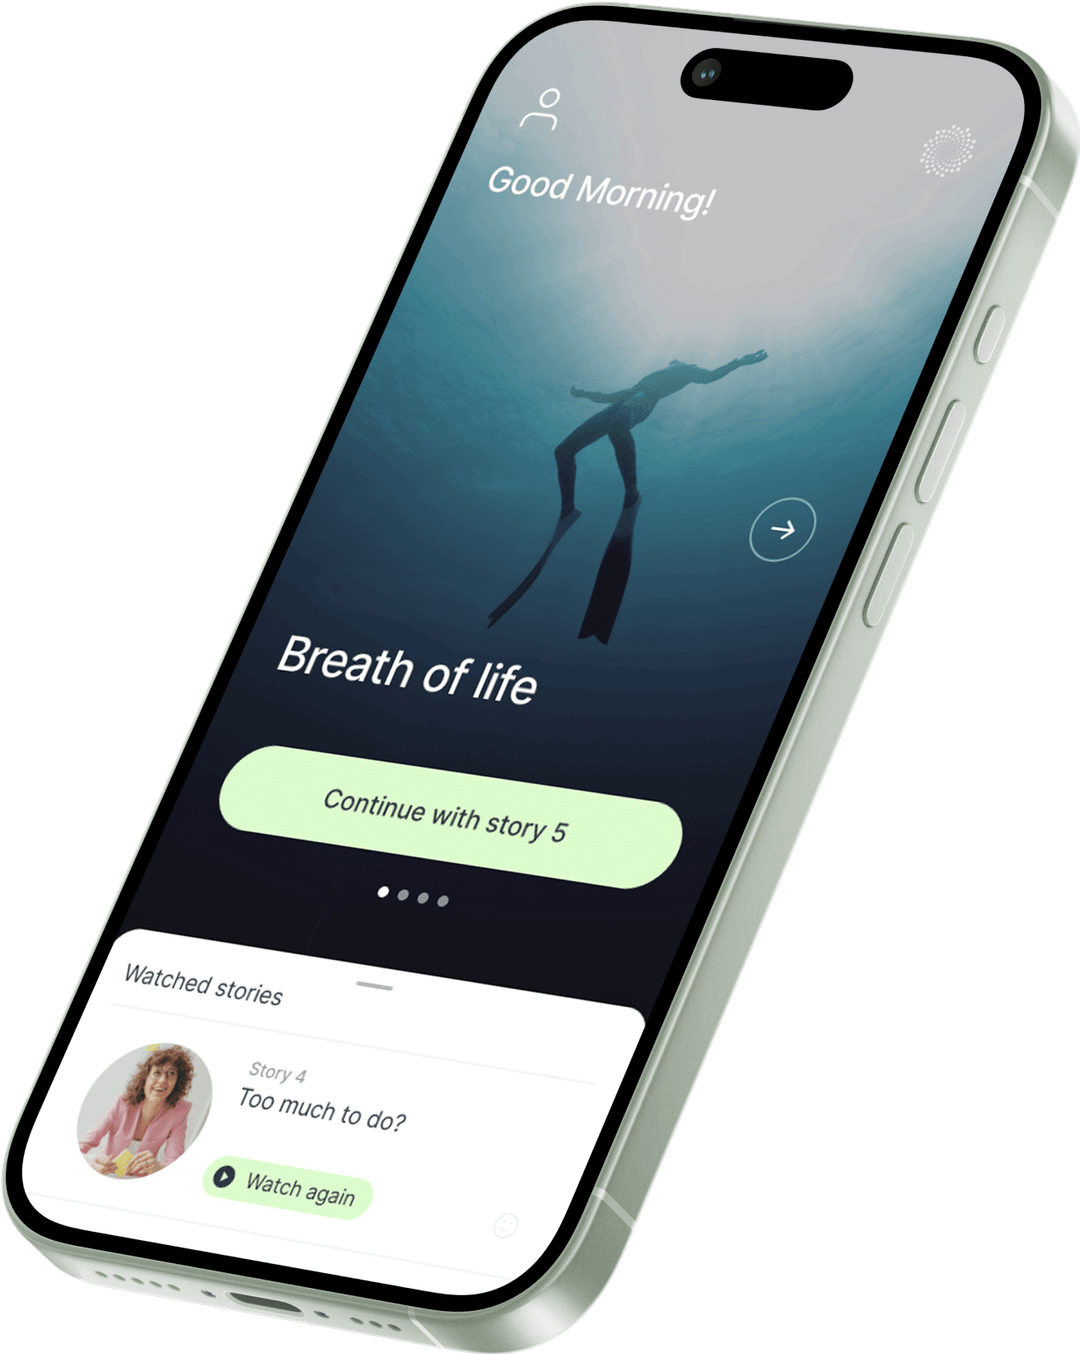 Good Morning!
Breath of life
Continue with story 5
Watched stories
Story 4
Too much to do?
Watch again